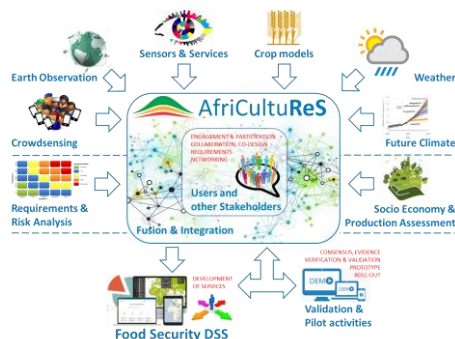 Sensors & Services
Crop models
Earth Observation
Weather
AfriCultuReS
Crowdsensing
Future Climate
ENGAGEMENT & PARTICIPATION
COLLABORATION, CO-DESIGN
REQUIREMENTS
NETWORKING
Users and
other Stakeholders
Requirements &
Risk Analysis
Socio Economy &
Production Assessment
Fusion & Integration
CONSENSUS, EVIDENCE
VERIFICATION & VALIDATION
PROTOTYPE
ROLL-OUT
DEVELOPMENT
OF SERVICES
DEMO
Validation &
Pilot activities
Food Security DSS